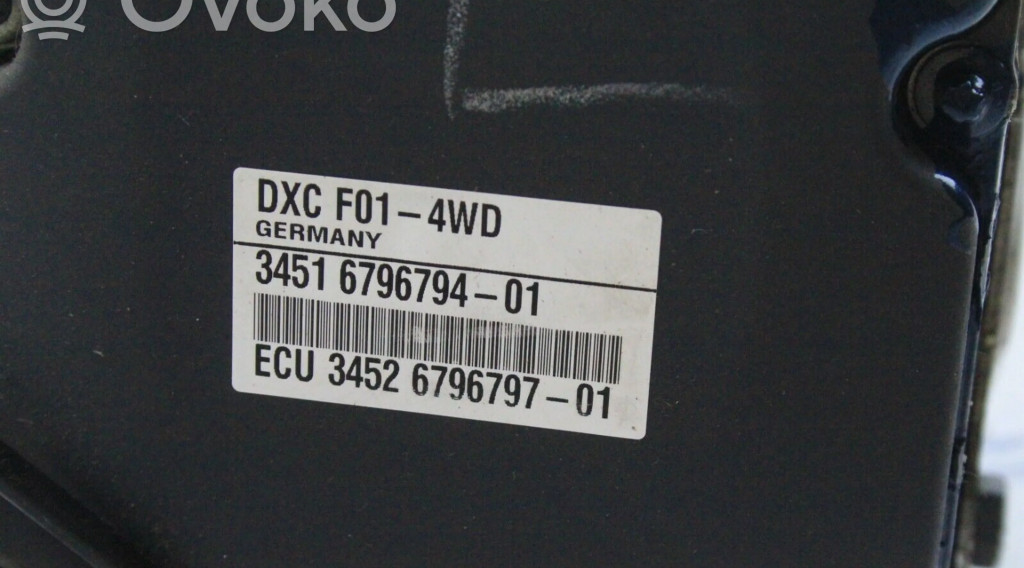 Ovoko
DXC F01-4WD
GERMANY
3451 6796794-01
ECU 3452 6796797-01